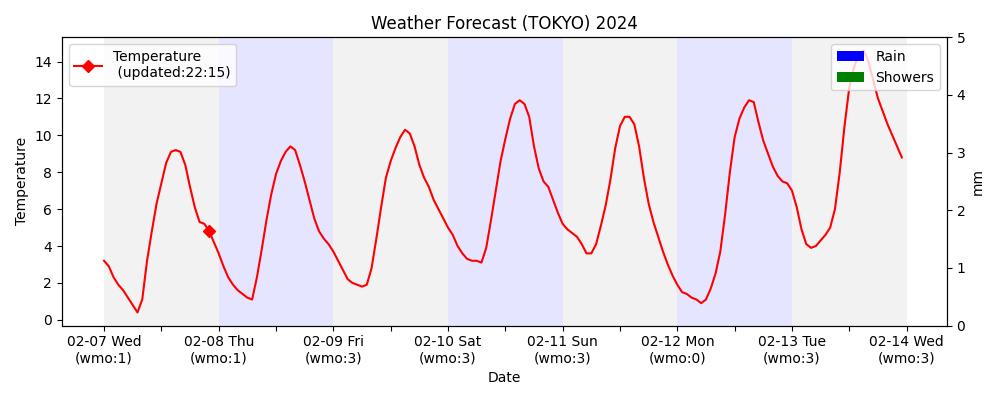 Weather Forecast (TOKYO) 2024
Temperature
(updated:22:15)
Rain
Showers
14
12
10
8
6
4
2
0
Temperature
5
4
3
2
1
0
mm
02-07 Wed 02-08 Thu 02-09 Fri 02-10 Sat 02-11 Sun 02-12 Mon 02-13 Tue 02-14 Wed
(wmo:1) (wmo:1) (wmo:3) (wmo:3) (wmo:3) (wmo:0) (wmo:3) (wmo:3)
Date